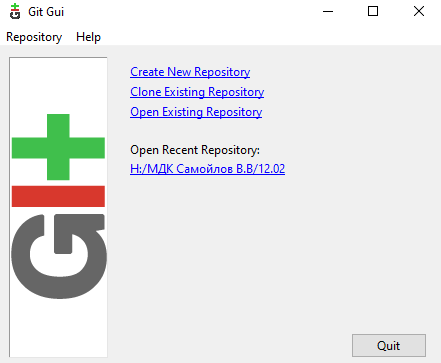 Git Gui
Repository Help
Create New Repository
Clone Existing Repository
Open Existing Repository
Open Recent Repository:
H:/МДК Самойлов В.В/12.02
Git
Quit